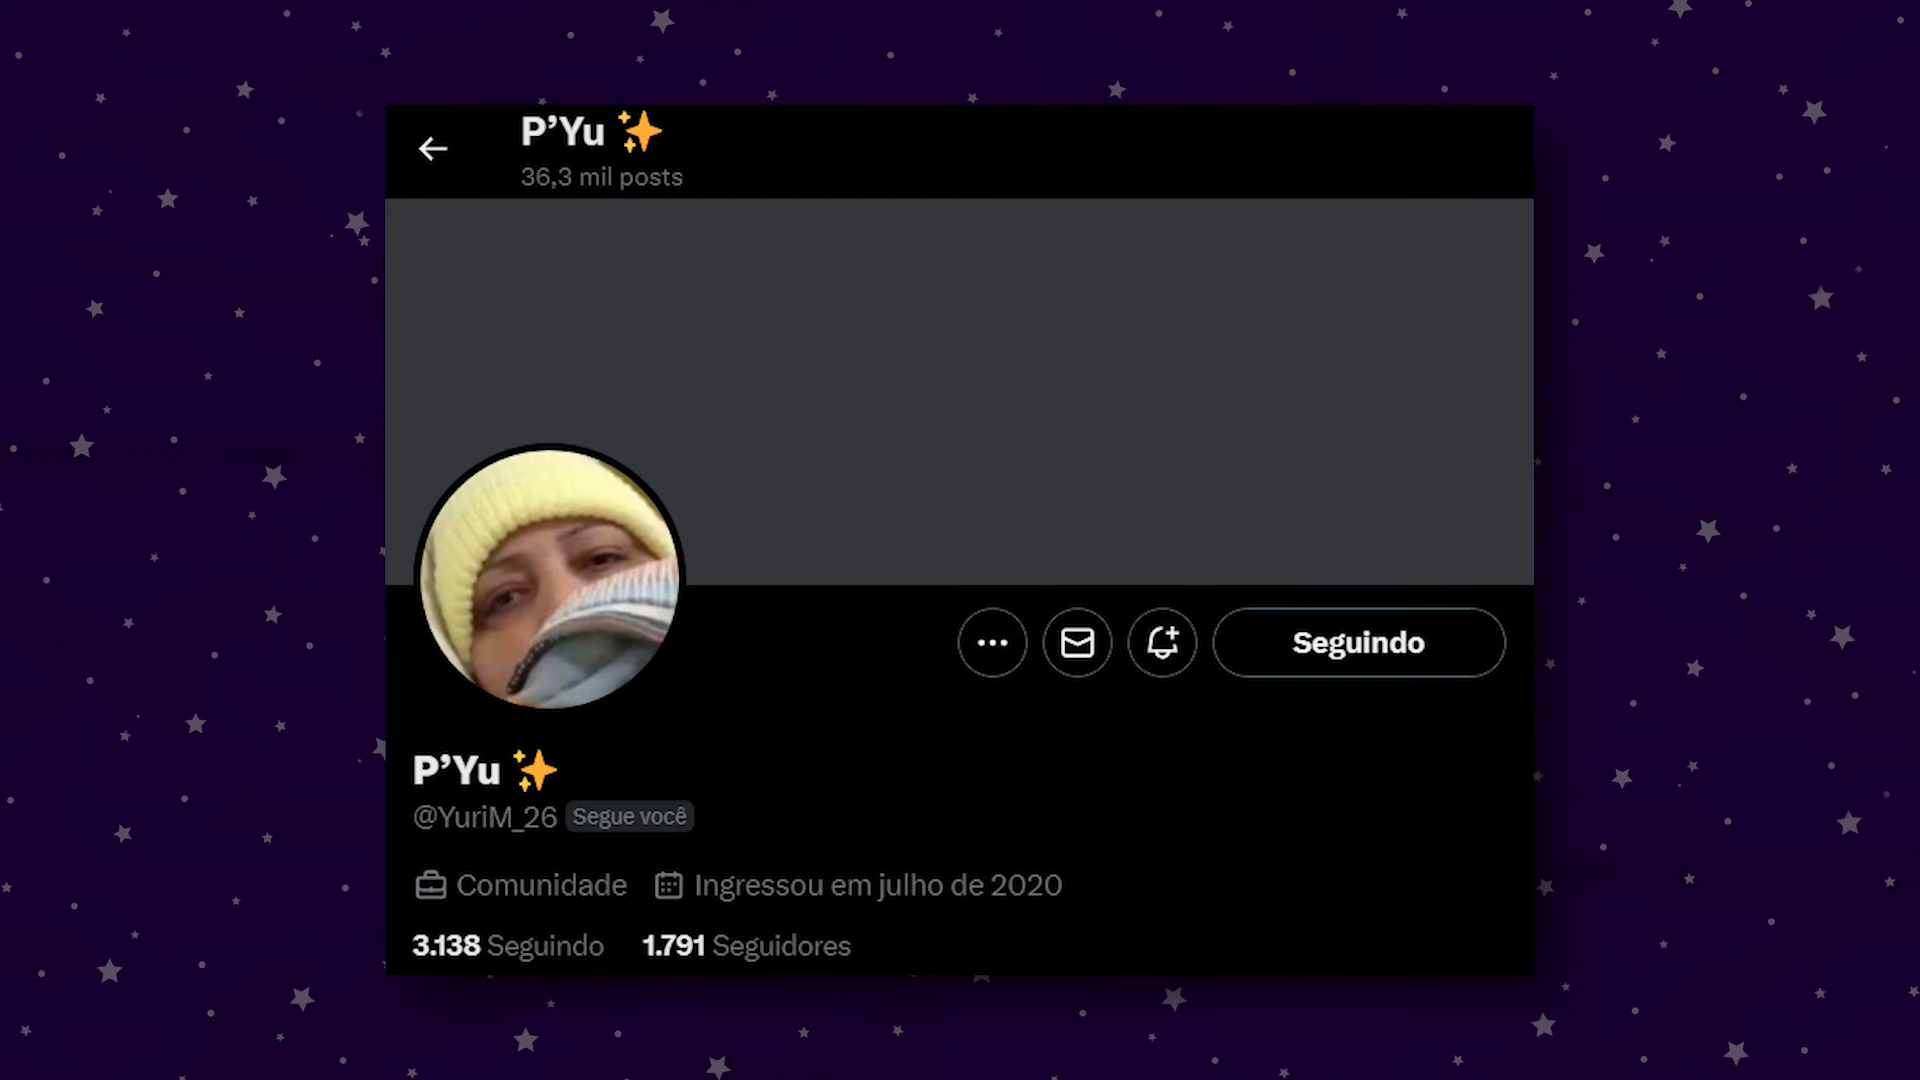 P’Yu ✨
36,3 mil posts
Seguindo
P’Yu ✨
@YuriM_26 Segue você
Comunidade Ingressou em julho de 2020
3.138 Seguindo 1.791 Seguidores